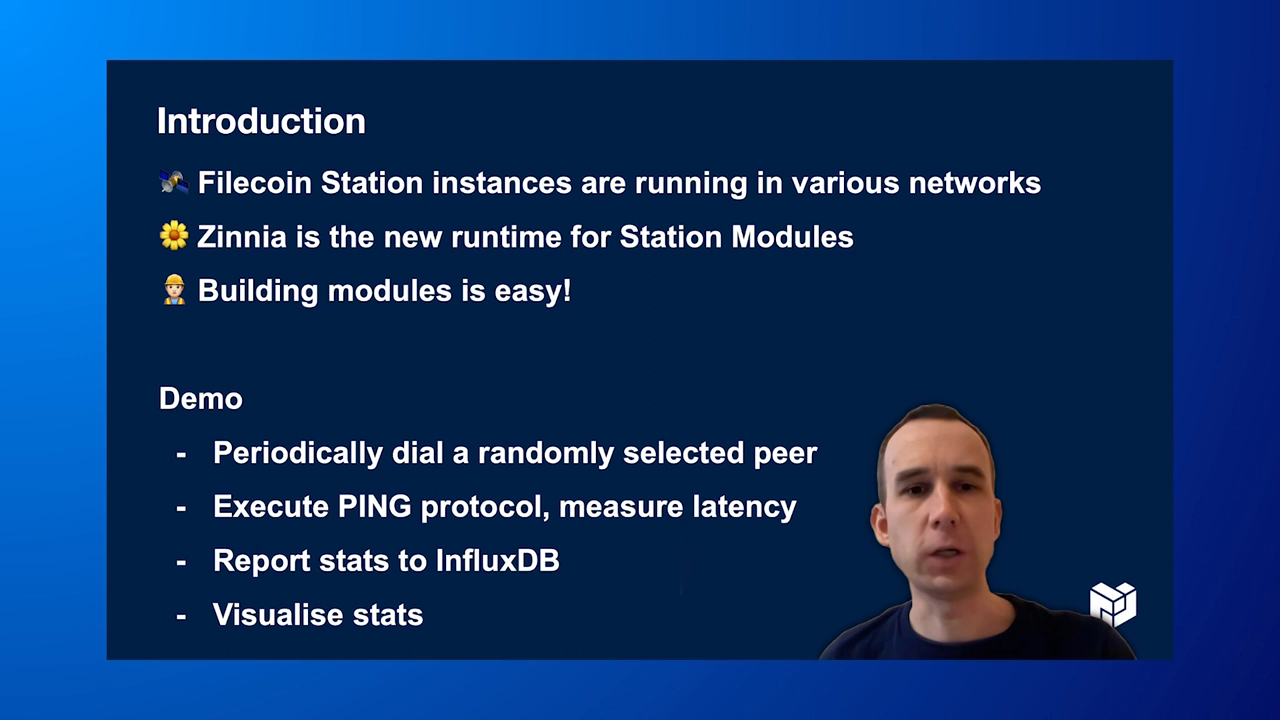 Introduction
🛰️ Filecoin Station instances are running in various networks
🌼 Zinnia is the new runtime for Station Modules
👷🏻 Building modules is easy!
Demo
- Periodically dial a randomly selected peer
- Execute PING protocol, measure latency
- Report stats to InfluxDB
- Visualise stats